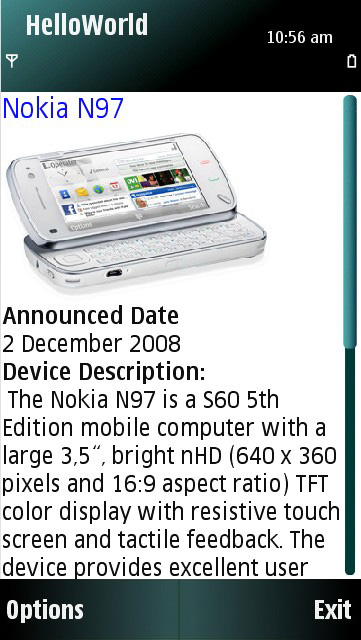 HelloWorld
10:56 am
Nokia N97
Options
Announced Date
2 December 2008
Device Description:
The Nokia N97 is a S60 5th
Edition mobile computer with a
large 3,5˝, bright nHD (640 x 360
pixels and 16:9 aspect ratio) TFT
color display with resistive touch
screen and tactile feedback. The
device provides excellent user
Options
Exit